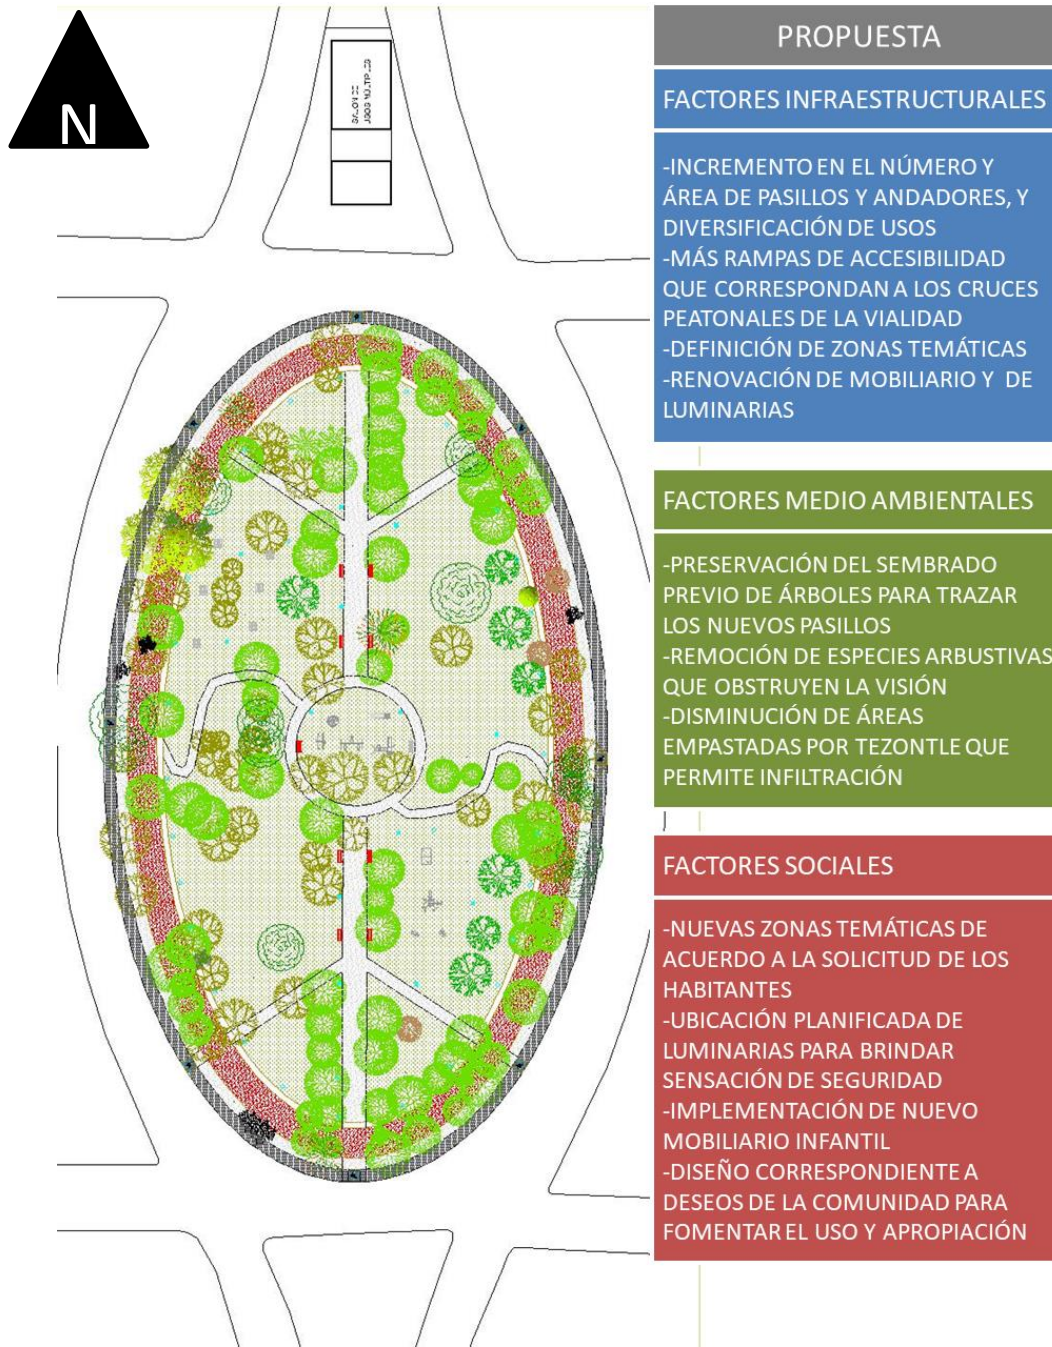 N
SALON DE
USOS MULTIPLES
PROPUESTA
FACTORES INFRAESTRUCTURALES
-INCREMENTO EN EL NÚMERO Y
ÁREA DE PASILLOS Y ANDADORES, Y
DIVERSIFICACIÓN DE USOS
-MÁS RAMPAS DE ACCESIBILIDAD
QUE CORRESPONDAN A LOS CRUCES
PEATONALES DE LA VIALIDAD
-DEFINICIÓN DE ZONAS TEMÁTICAS
-RENOVACIÓN DE MOBILIARIO Y DE
LUMINARIAS
FACTORES MEDIO AMBIENTALES
-PRESERVACIÓN DEL SEMBRADO
PREVIO DE ÁRBOLES PARA TRAZAR
LOS NUEVOS PASILLOS
-REMOCIÓN DE ESPECIES ARBUSTIVAS
QUE OBSTRUYEN LA VISIÓN
-DISMINUCIÓN DE ÁREAS
EMPASTADAS POR TEZONTLE QUE
PERMITE INFILTRACIÓN
FACTORES SOCIALES
-NUEVAS ZONAS TEMÁTICAS DE
ACUERDO A LA SOLICITUD DE LOS
HABITANTES
-UBICACIÓN PLANIFICADA DE
LUMINARIAS PARA BRINDAR
SENSACIÓN DE SEGURIDAD
-IMPLEMENTACIÓN DE NUEVO
MOBILIARIO INFANTIL
-DISEÑO CORRESPONDIENTE A
DESEOS DE LA COMUNIDAD PARA
FOMENTAR EL USO Y APROPIACIÓN